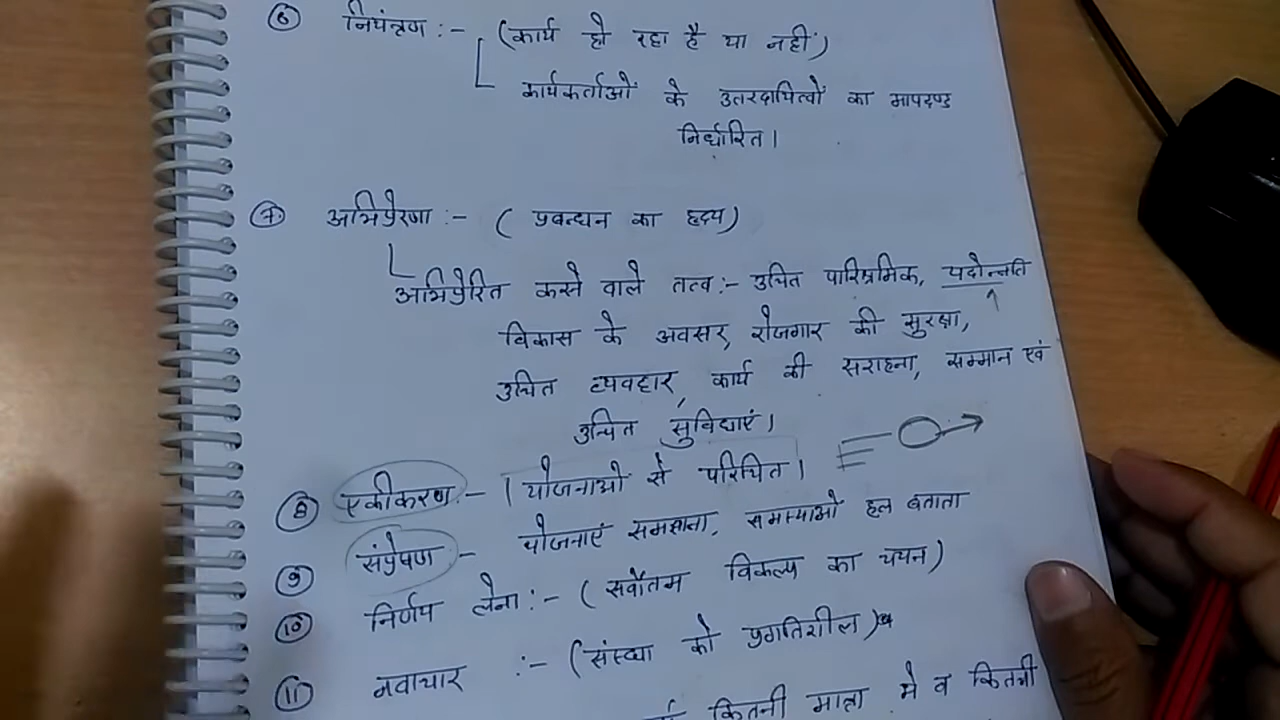 ⑥ नियंत्रण :- (कार्य हो रहा है या नहीं)
कार्यकर्ताओं के उतरदायित्वों का मापदण्ड
निर्धारित।
⑦ अभिप्रेरणा :- ( प्रबन्धन का हृदय)
अभिप्रेरित करने वाले तत्व :- उचित पारिश्रमिक, पदोन्नति
विकास के अवसर, रोजगार की सुरक्षा,
उचित व्यवहार, कार्य की सराहना, सम्मान एवं
उचित सुविधाएं।
⑧ एकीकरण :- (योजनाओ से परिचित।
⑨ संप्रेषण - योजनाएं समझाना, समस्याओ हल बताता
⑩ निर्णय लेना :- (सर्वोतम विकल्प का चयन)
⑪ नवाचार :- (संस्था को प्रगतिशील)
कितनी मात्रा मे व कितनी